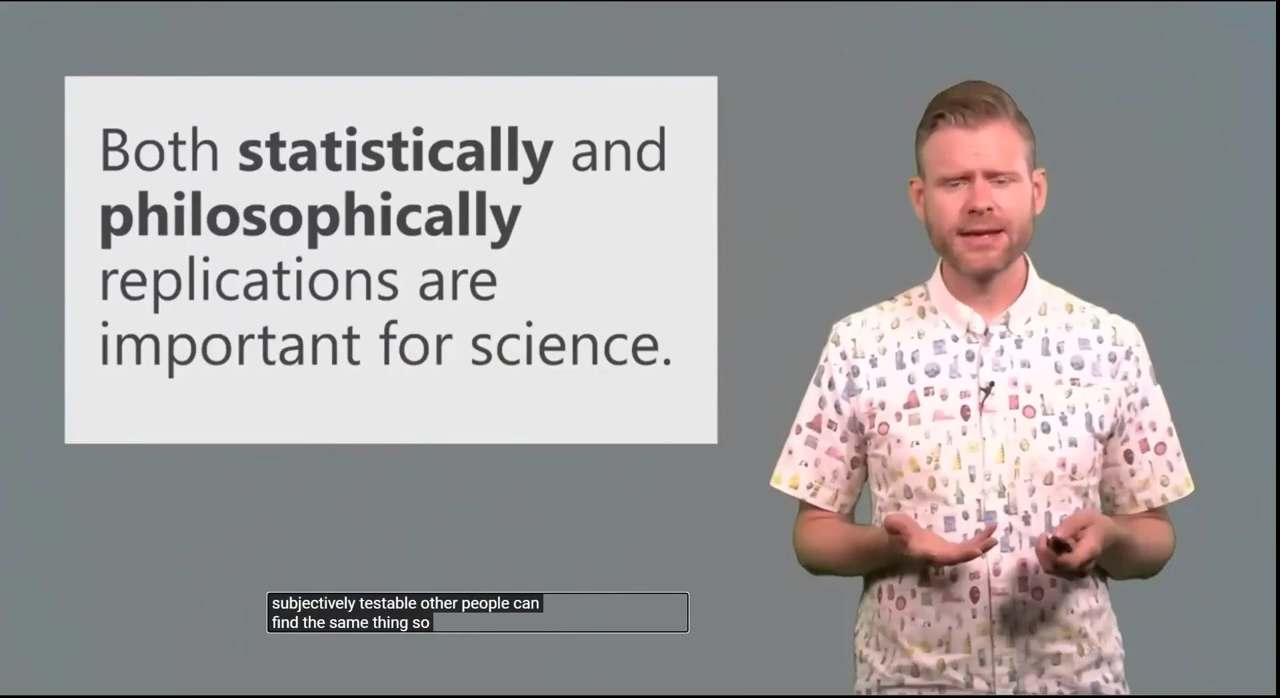 Both statistically and
philosophically
replications are
important for science.
subjectively testable other people can
find the same thing so